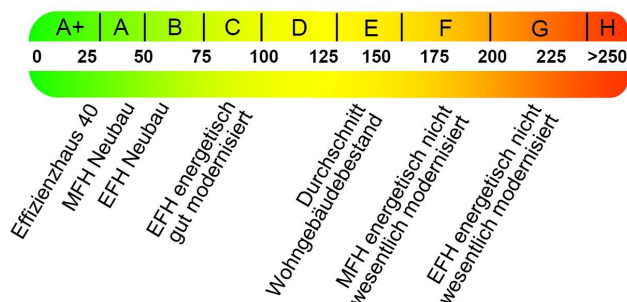 A+ A B C D E F G H
0 25 50 75 100 125 150 175 200 225 >250
Effizienzhaus 40
MFH Neubau
EFH Neubau
EFH energetisch
gut modernisiert
Durchschnitt
Wohngebäudebestand
MFH energetisch nicht
wesentlich modernisiert
EFH energetisch nicht
wesentlich modernisiert